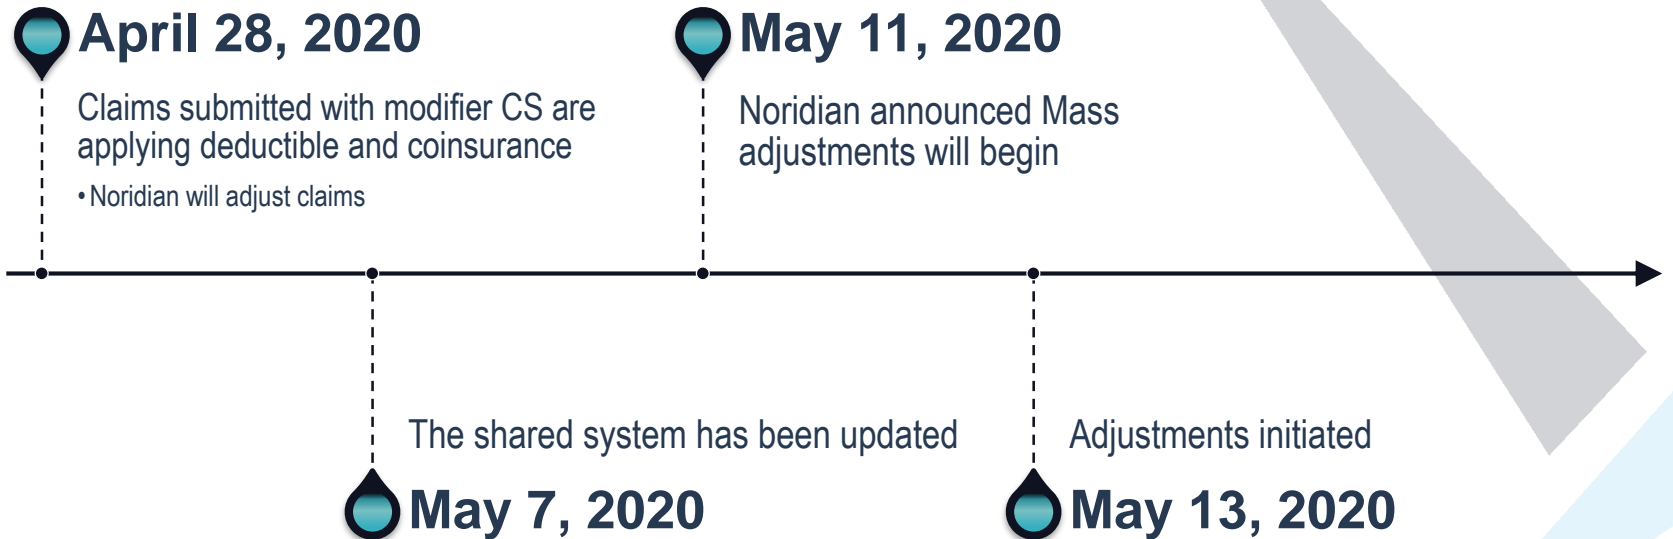 April 28, 2020
Claims submitted with modifier CS are
applying deductible and coinsurance
• Noridian will adjust claims
May 11, 2020
Noridian announced Mass
adjustments will begin
The shared system has been updated
May 7, 2020
Adjustments initiated
May 13, 2020